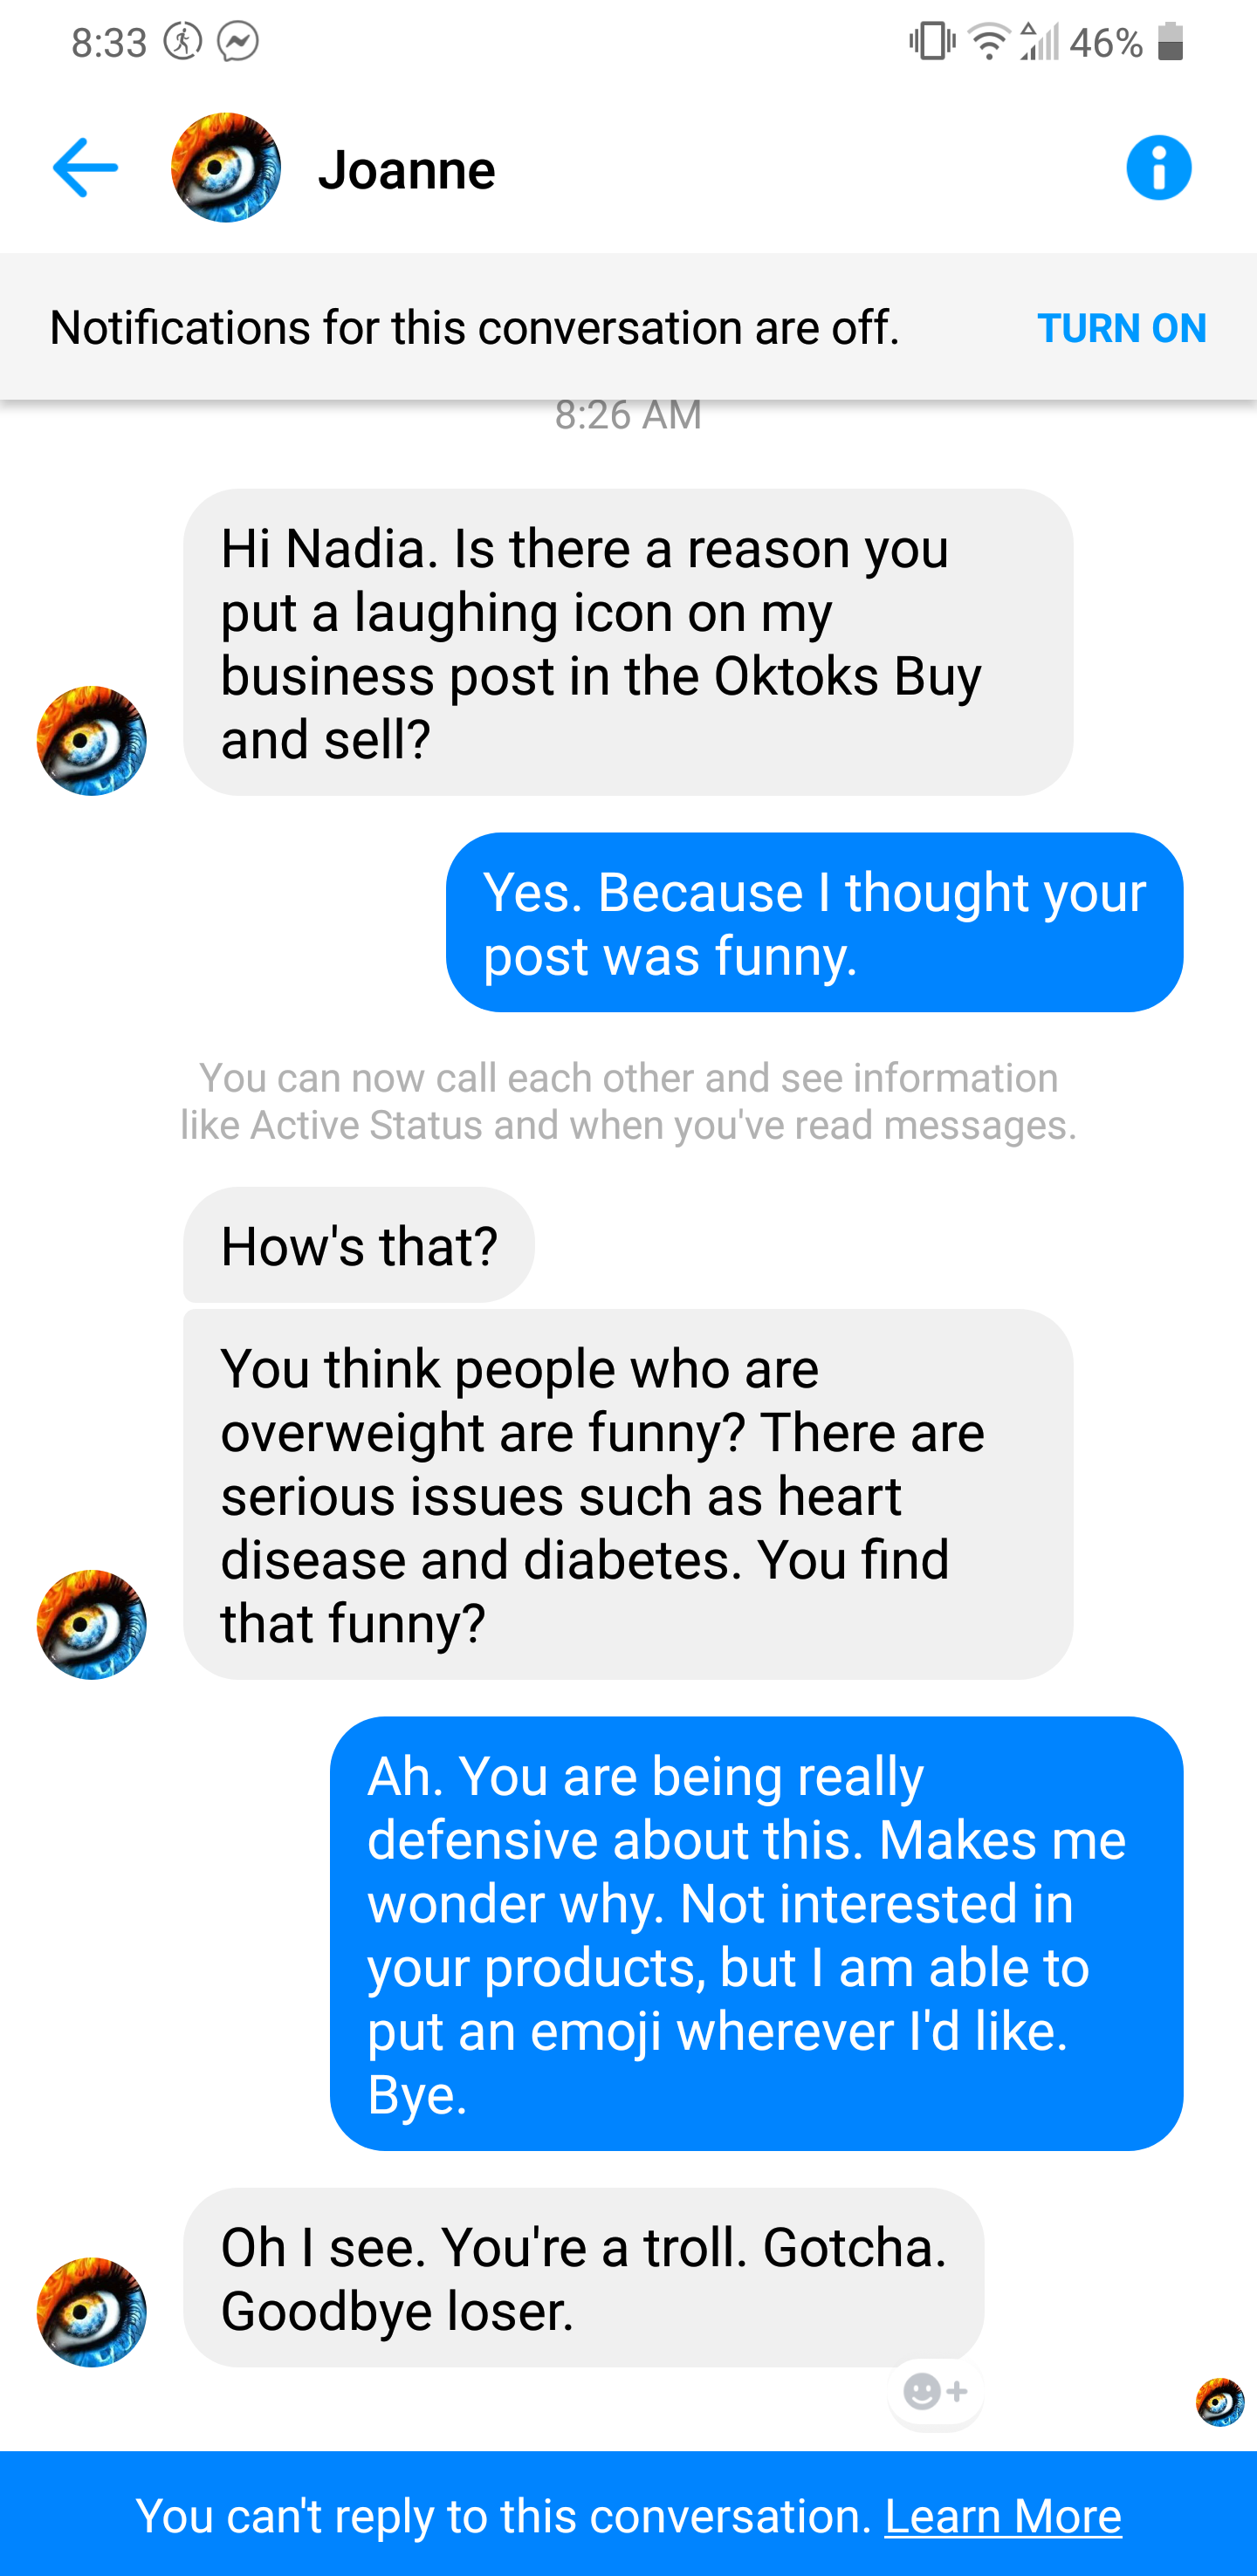 8:33
46%
Joanne
Notifications for this conversation are off. TURN ON
8:26 AM
Hi Nadia. Is there a reason you
put a laughing icon on my
business post in the Oktoks Buy
and sell?
Yes. Because I thought your
post was funny.
You can now call each other and see information
like Active Status and when you've read messages.
How's that?
You think people who are
overweight are funny? There are
serious issues such as heart
disease and diabetes. You find
that funny?
Ah. You are being really
defensive about this. Makes me
wonder why. Not interested in
your products, but I am able to
put an emoji wherever I'd like.
Bye.
Oh I see. You're a troll. Gotcha.
Goodbye loser.
You can't reply to this conversation. Learn More